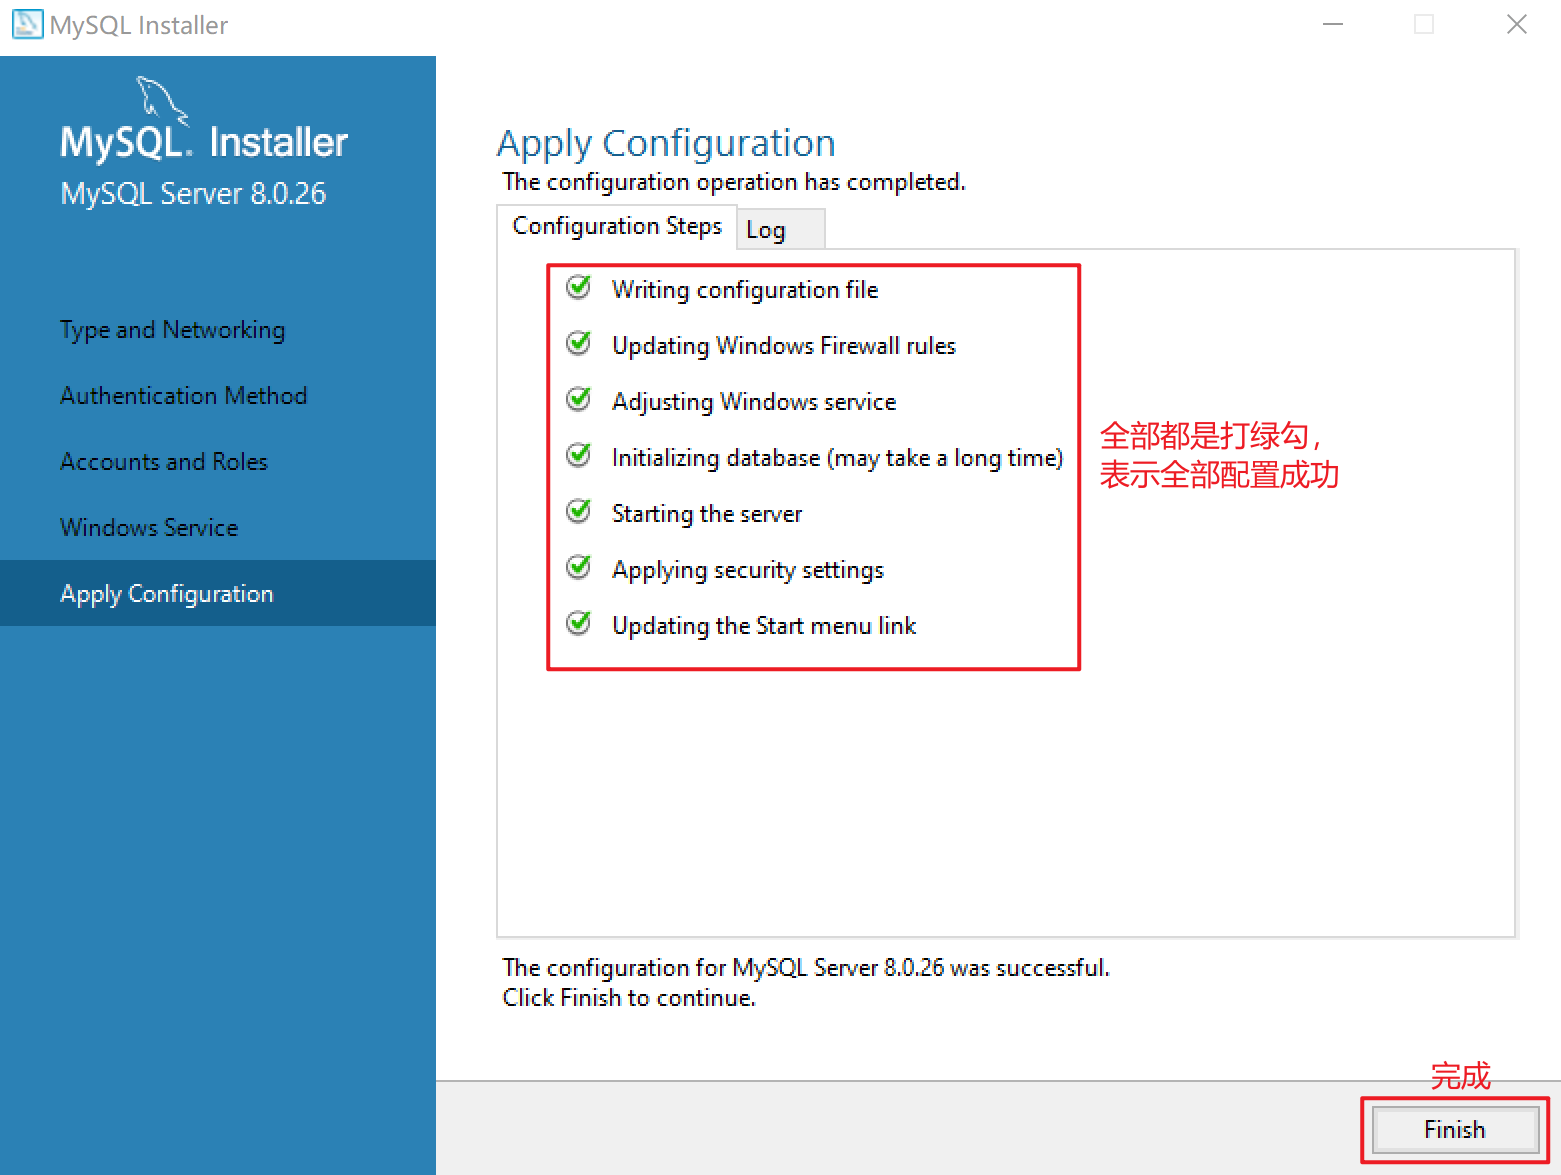 MySQL Installer
MySQL. Installer
MySQL Server 8.0.26
Type and Networking
Authentication Method
Accounts and Roles
Windows Service
Apply Configuration
Apply Configuration
The configuration operation has completed.
Configuration Steps
Log
Writing configuration file
Updating Windows Firewall rules
Adjusting Windows service
Initializing database (may take a long time)
Starting the server
Applying security settings
Updating the Start menu link
全部都是打绿勾，
表示全部配置成功
The configuration for MySQL Server 8.0.26 was successful.
Click Finish to continue.
完成
Finish